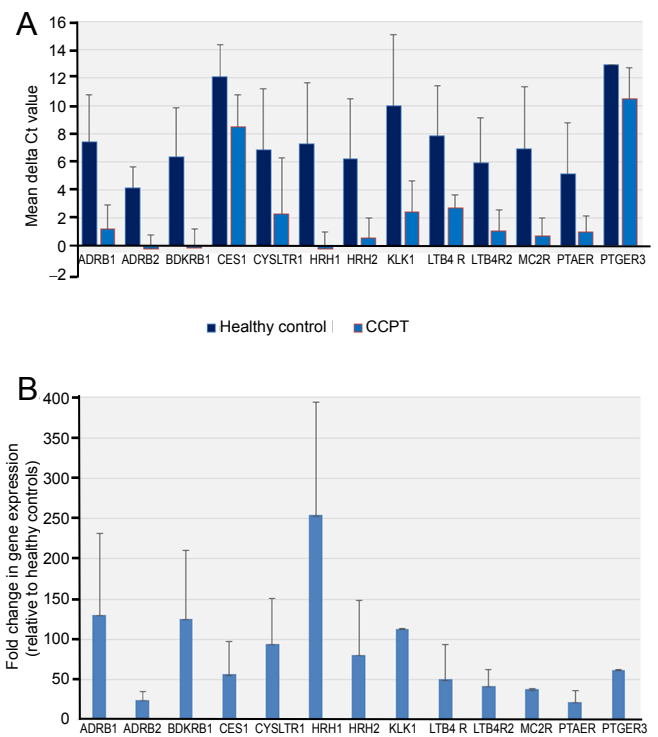 A
Mean delta Ct value
16
14
12
10
8
6
4
2
0
–2
ADRB1 ADRB2 BDKRB1 CES1 CYSLTR1 HRH1 HRH2 KLK1 LTB4 R LTB4R2 MC2R PTAER PTGER3
Healthy control CCPT
B
Fold change in gene expression
(relative to healthy controls)
400
350
300
250
200
150
100
50
0
ADRB1 ADRB2 BDKRB1 CES1 CYSLTR1 HRH1 HRH2 KLK1 LTB4 R LTB4R2 MC2R PTAER PTGER3